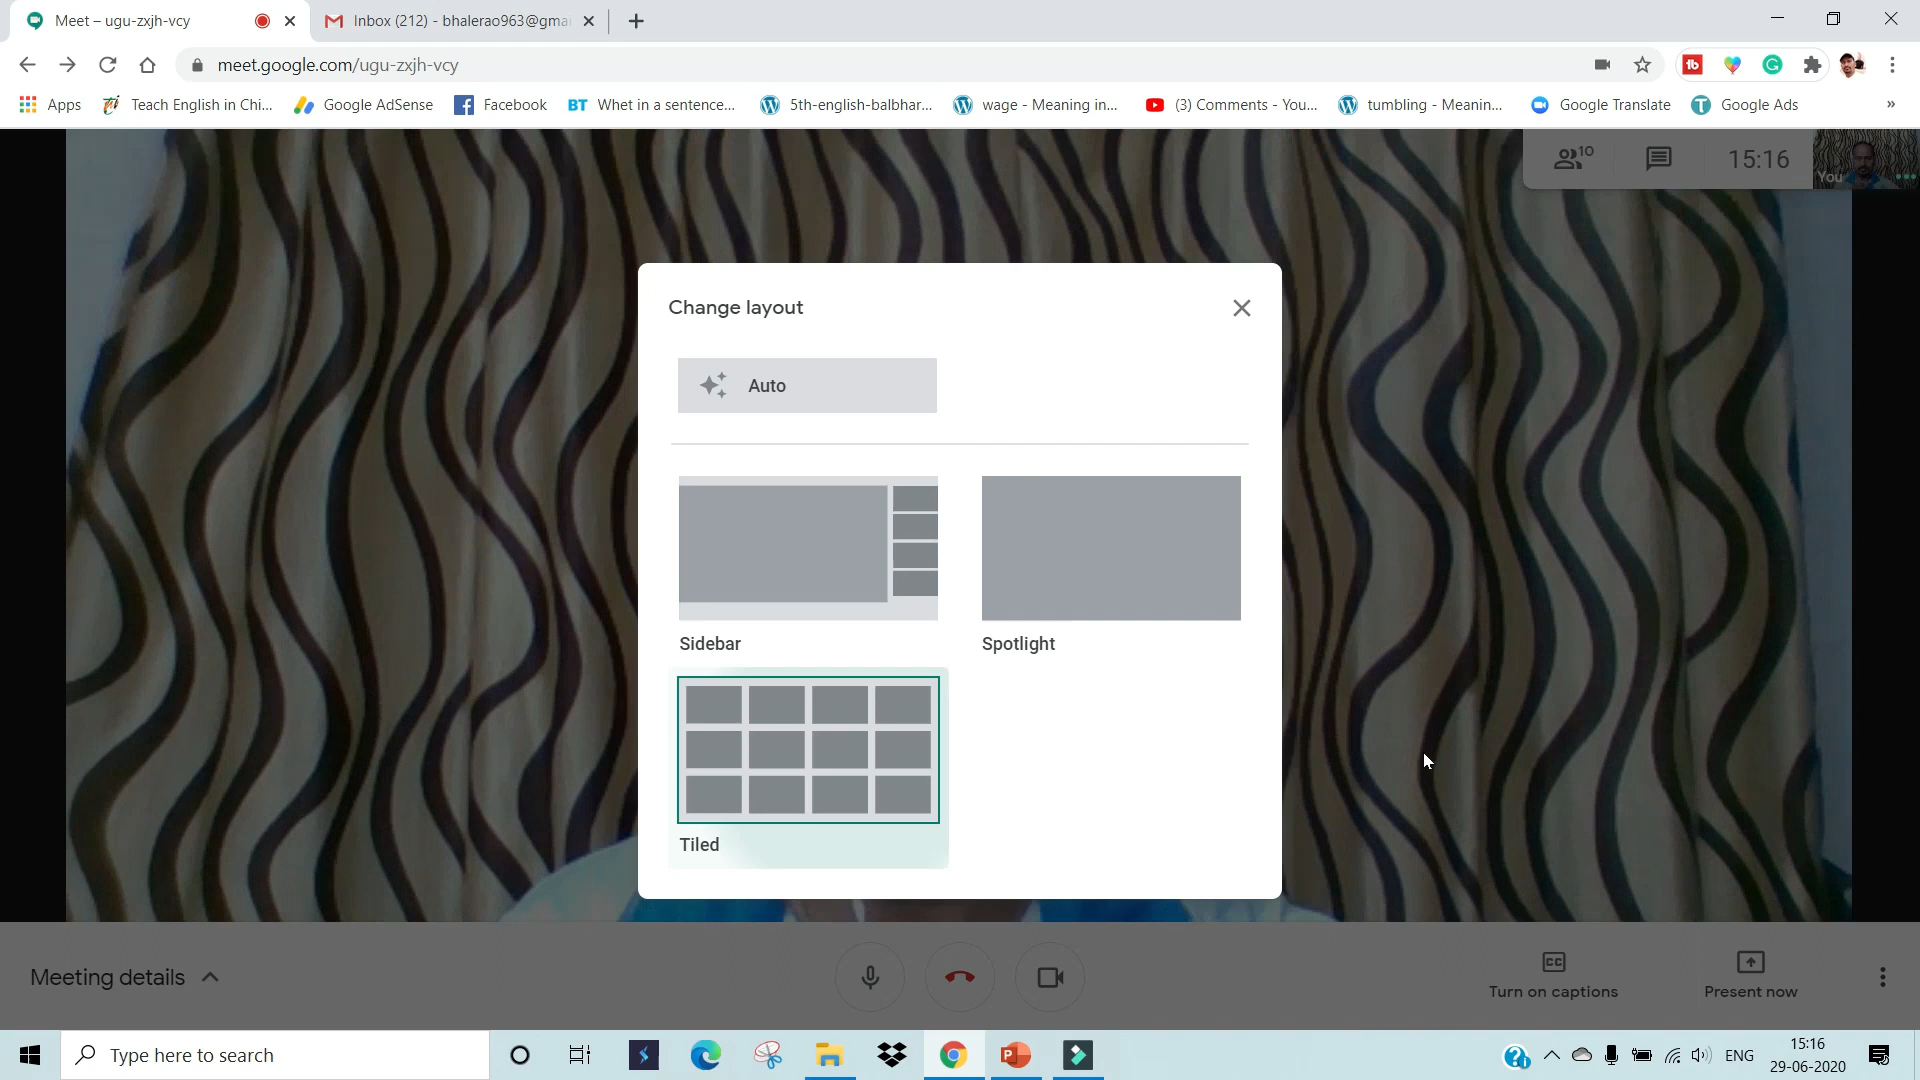 Meet – ugu-zxjh-vcy
Inbox (212) - bhalerao963@gma
meet.google.com/ugu-zxjh-vcy
Apps
Teach English in Chi...
Google AdSense
Facebook
BT Whet in a sentence...
5th-english-balbhar...
wage - Meaning in...
(3) Comments - You...
tumbling - Meanin...
Google Translate
Google Ads
»
10
15:16
You
Change layout
Auto
Sidebar
Spotlight
Tiled
Meeting details
CC
Turn on captions
Present now
Type here to search
ENG
15:16
29-06-2020